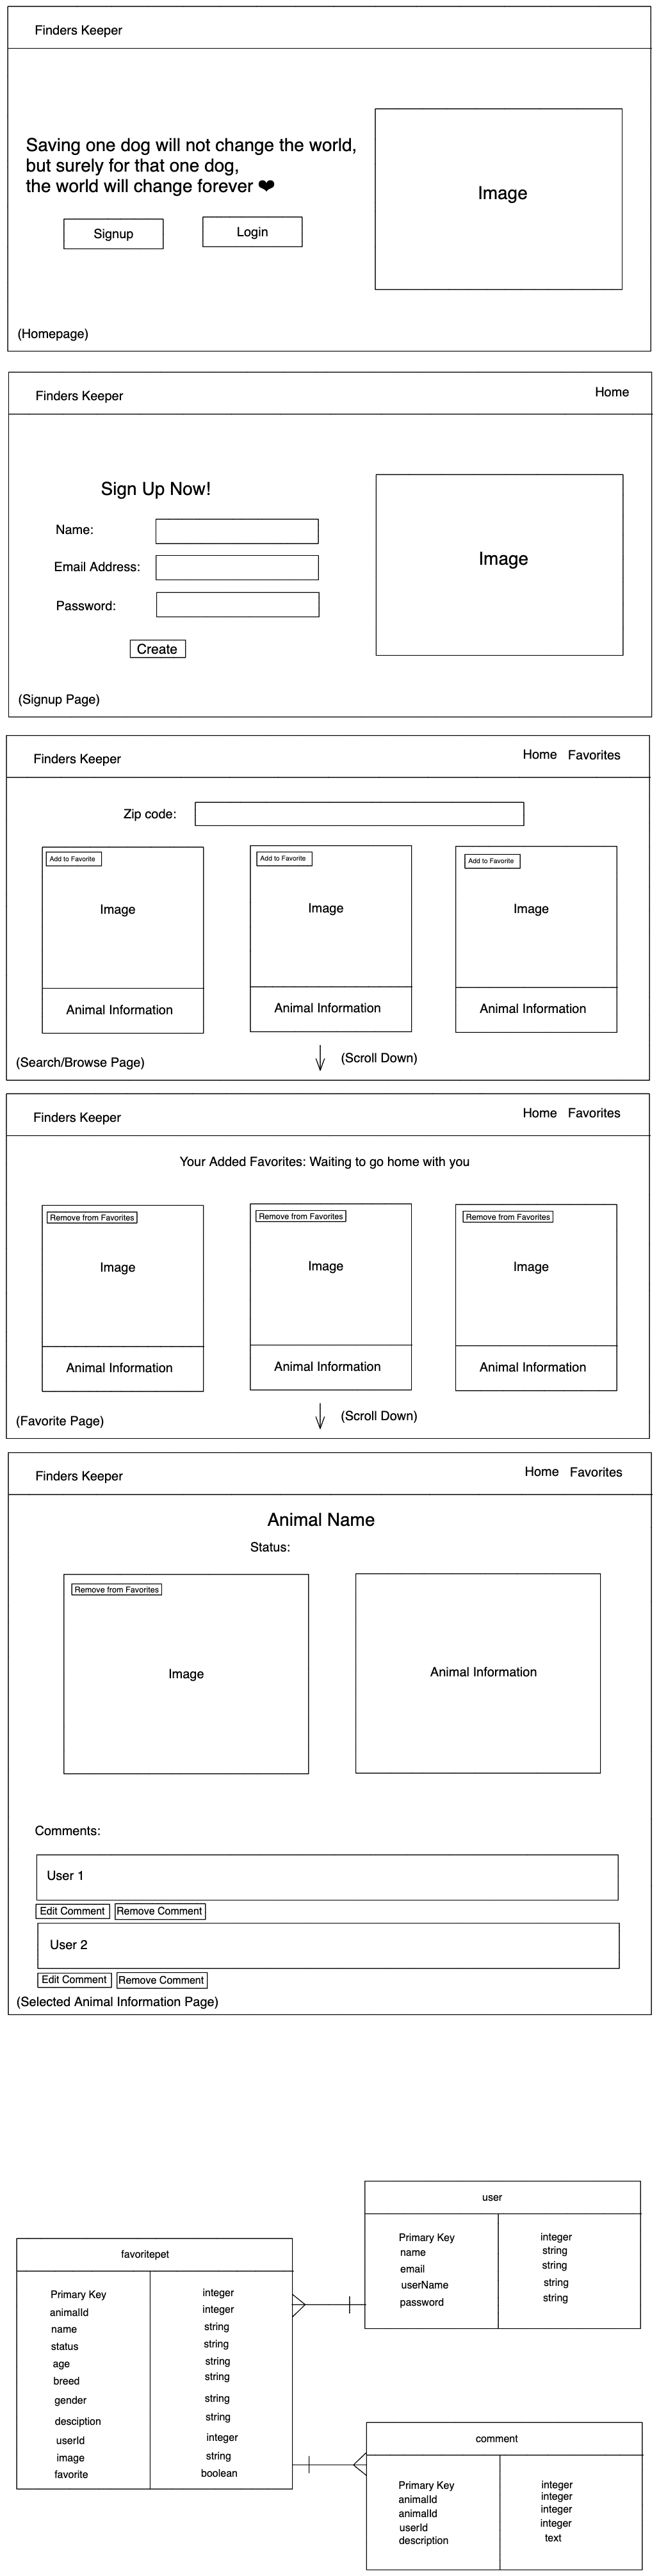 Finders Keeper
Saving one dog will not change the world,
but surely for that one dog,
the world will change forever ❤
Image
Signup
Login
(Homepage)
Finders Keeper
Home
Sign Up Now!
Name:
Email Address:
Password:
Create
Image
(Signup Page)
Finders Keeper
Home Favorites
Zip code:
Add to Favorite
Image
Animal Information
Add to Favorite
Image
Animal Information
Add to Favorite
Image
Animal Information
(Search/Browse Page)
(Scroll Down)
Finders Keeper
Home Favorites
Your Added Favorites: Waiting to go home with you
Remove from Favorites
Image
Animal Information
Remove from Favorites
Image
Animal Information
Remove from Favorites
Image
Animal Information
(Favorite Page)
(Scroll Down)
Finders Keeper
Home Favorites
Animal Name
Status:
Remove from Favorites
Image
Animal Information
Comments:
User 1
Edit Comment Remove Comment
User 2
Edit Comment Remove Comment
(Selected Animal Information Page)
user
Primary Key integer
name string
email string
userName string
password string
favoritepet
Primary Key integer
animalId integer
name string
status string
age string
breed string
gender string
desciption string
userId integer
image string
favorite boolean
comment
Primary Key integer
animalId integer
animalId integer
userId integer
description text